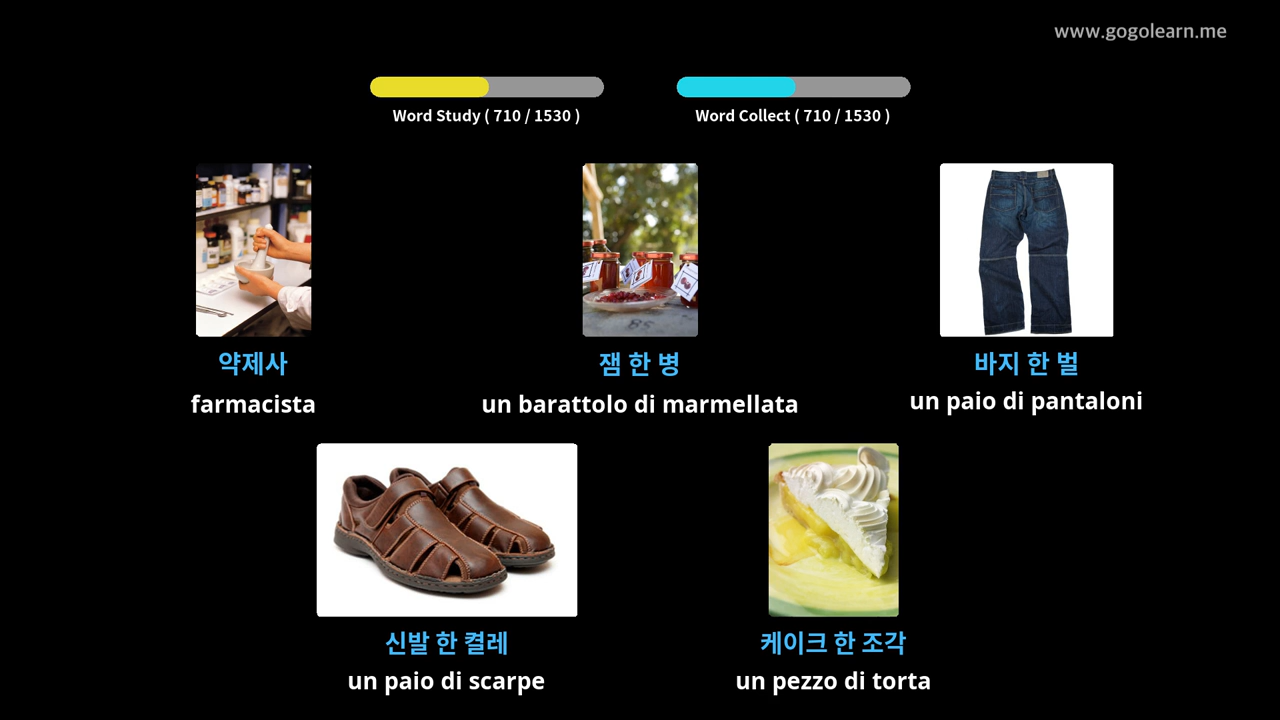 www.gogolearn.me
Word Study ( 710 / 1530 )
Word Collect ( 710 / 1530 )
약제사
farmacista
잼 한 병
un barattolo di marmellata
바지 한 벌
un paio di pantaloni
신발 한 켤레
un paio di scarpe
케이크 한 조각
un pezzo di torta